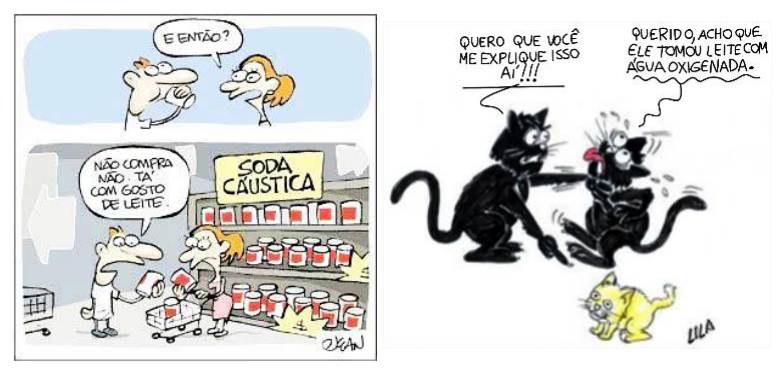 E ENTÃO?
NÃO COMPRA
NÃO. TÁ
COM GOSTO
DE LEITE.
SODA
CÁUSTICA
QUERO QUE VOCÊ
ME EXPLIQUE ISSO
AÍ!!!
QUERIDO, ACHO QUE
ELE TOMOU LEITE COM
ÁGUA OXIGENADA.
LILA